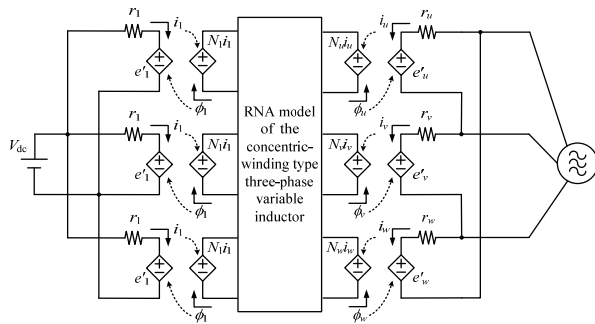 r1 i1 N1i1 e'1 ϕ1 Nuiu iu ru e'u ϕu
RNA model
of the
concentric-
winding type
three-phase
variable
inductor
Vdc
r1 i1 N1i1 e'1 ϕ1 Nviv iv rv e'v ϕv
r1 i1 N1i1 e'1 ϕ1 Nwiw iw rw e'w ϕw